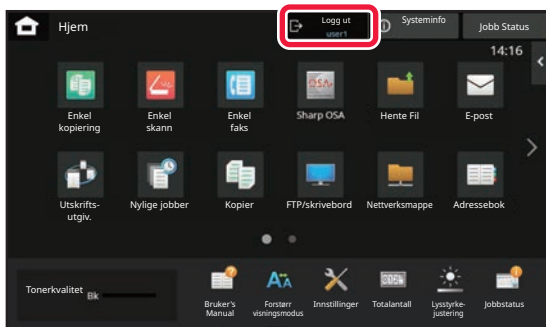 Hjem
Logg ut
user1
Systeminfo
Jobb Status
14:16
Enkel
kopiering
Enkel
skann
Enkel
faks
Sharp OSA
Hente Fil
E-post
Utskrifts-
utgiv.
Nylige jobber
Kopier
FTP/skrivebord
Nettverksmappe
Adressebok
Tonerkvalitet
Bk
Bruker's
Manual
Forstørr
visningsmodus
Innstillinger
Totalantall
Lysstyrke-
justering
Jobbstatus